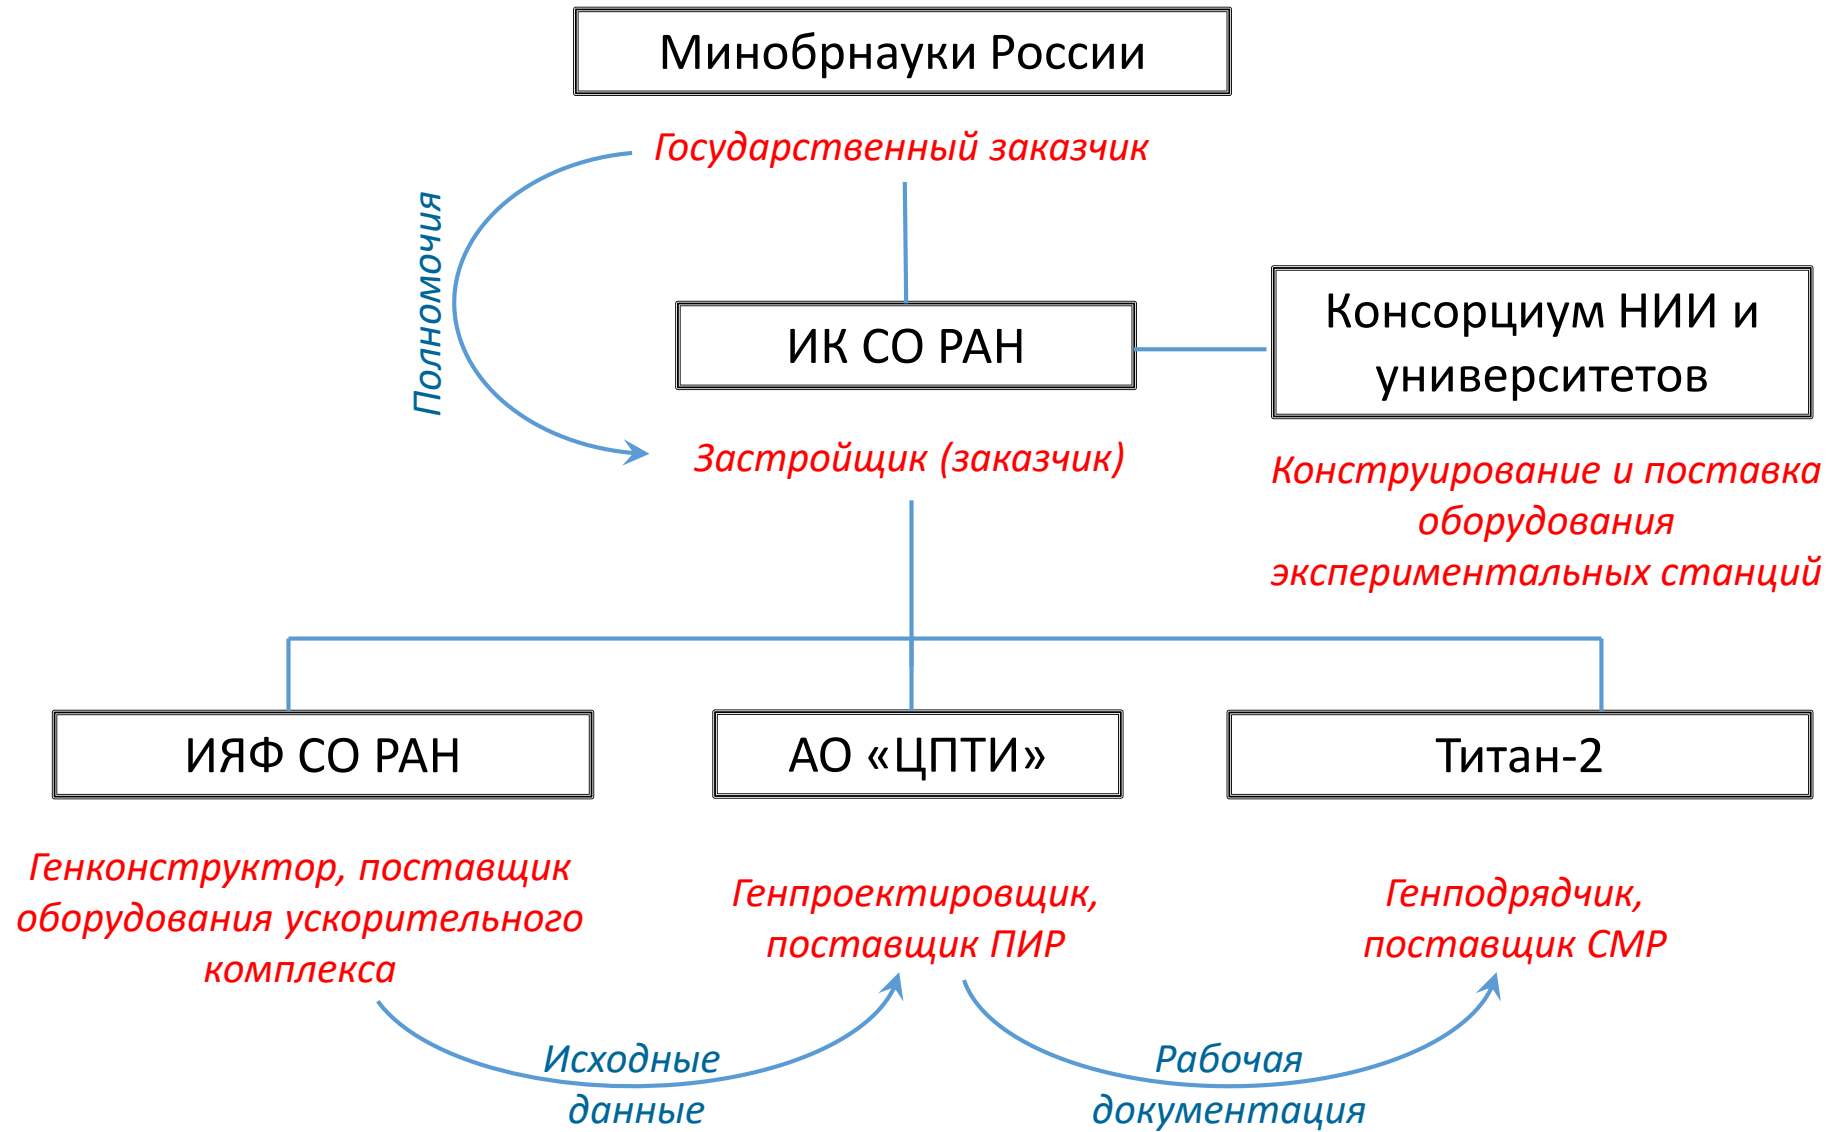 Минобрнауки России
Государственный заказчик
Полномочия
ИК СО РАН
Консорциум НИИ и
университетов
Застройщик (заказчик)
Конструирование и поставка
оборудования
экспериментальных станций
ИЯФ СО РАН
АО «ЦПТИ»
Титан-2
Генконструктор, поставщик
оборудования ускорительного
комплекса
Генпроектировщик,
поставщик ПИР
Генподрядчик,
поставщик СМР
Исходные
данные
Рабочая
документация